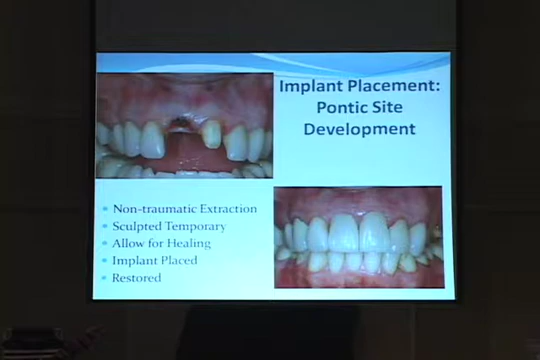 Implant Placement:
Pontic Site
Development
Non-traumatic Extraction
Sculpted Temporary
Allow for Healing
Implant Placed
Restored